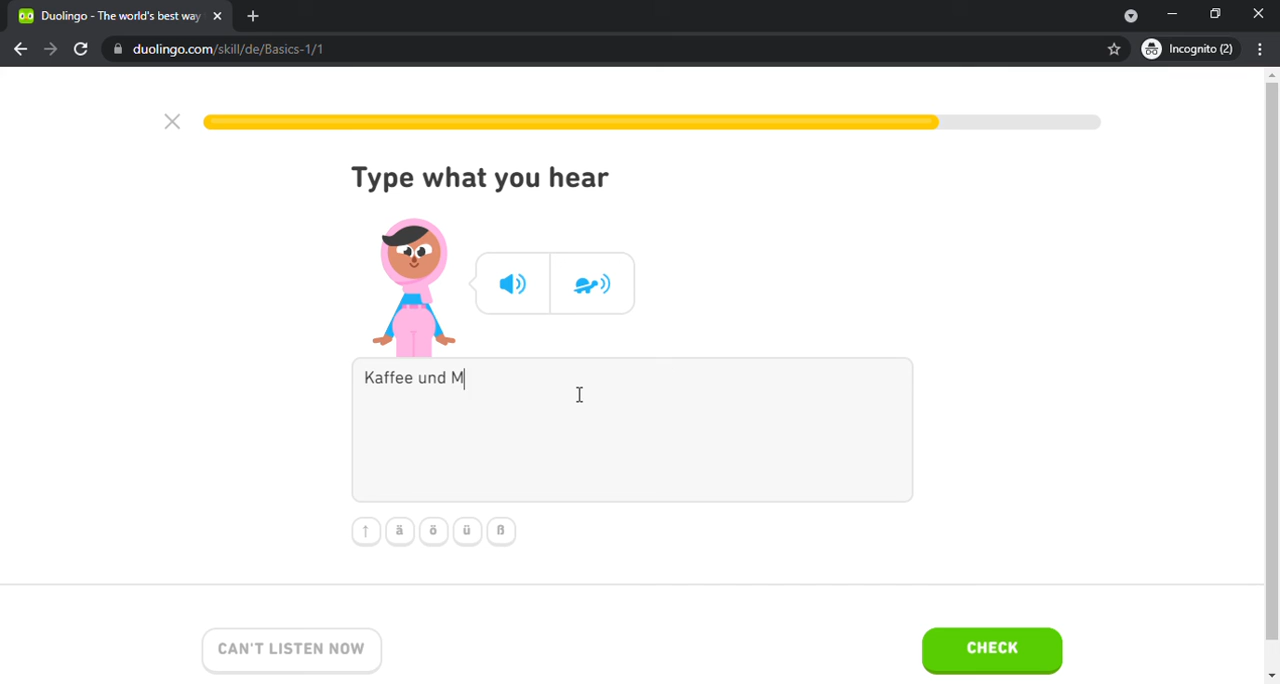 Duolingo - The world's best way
duolingo.com/skill/de/Basics-1/1
Incognito (2)
Type what you hear
Kaffee und M
↑ ä ö ü ß
CAN'T LISTEN NOW
CHECK